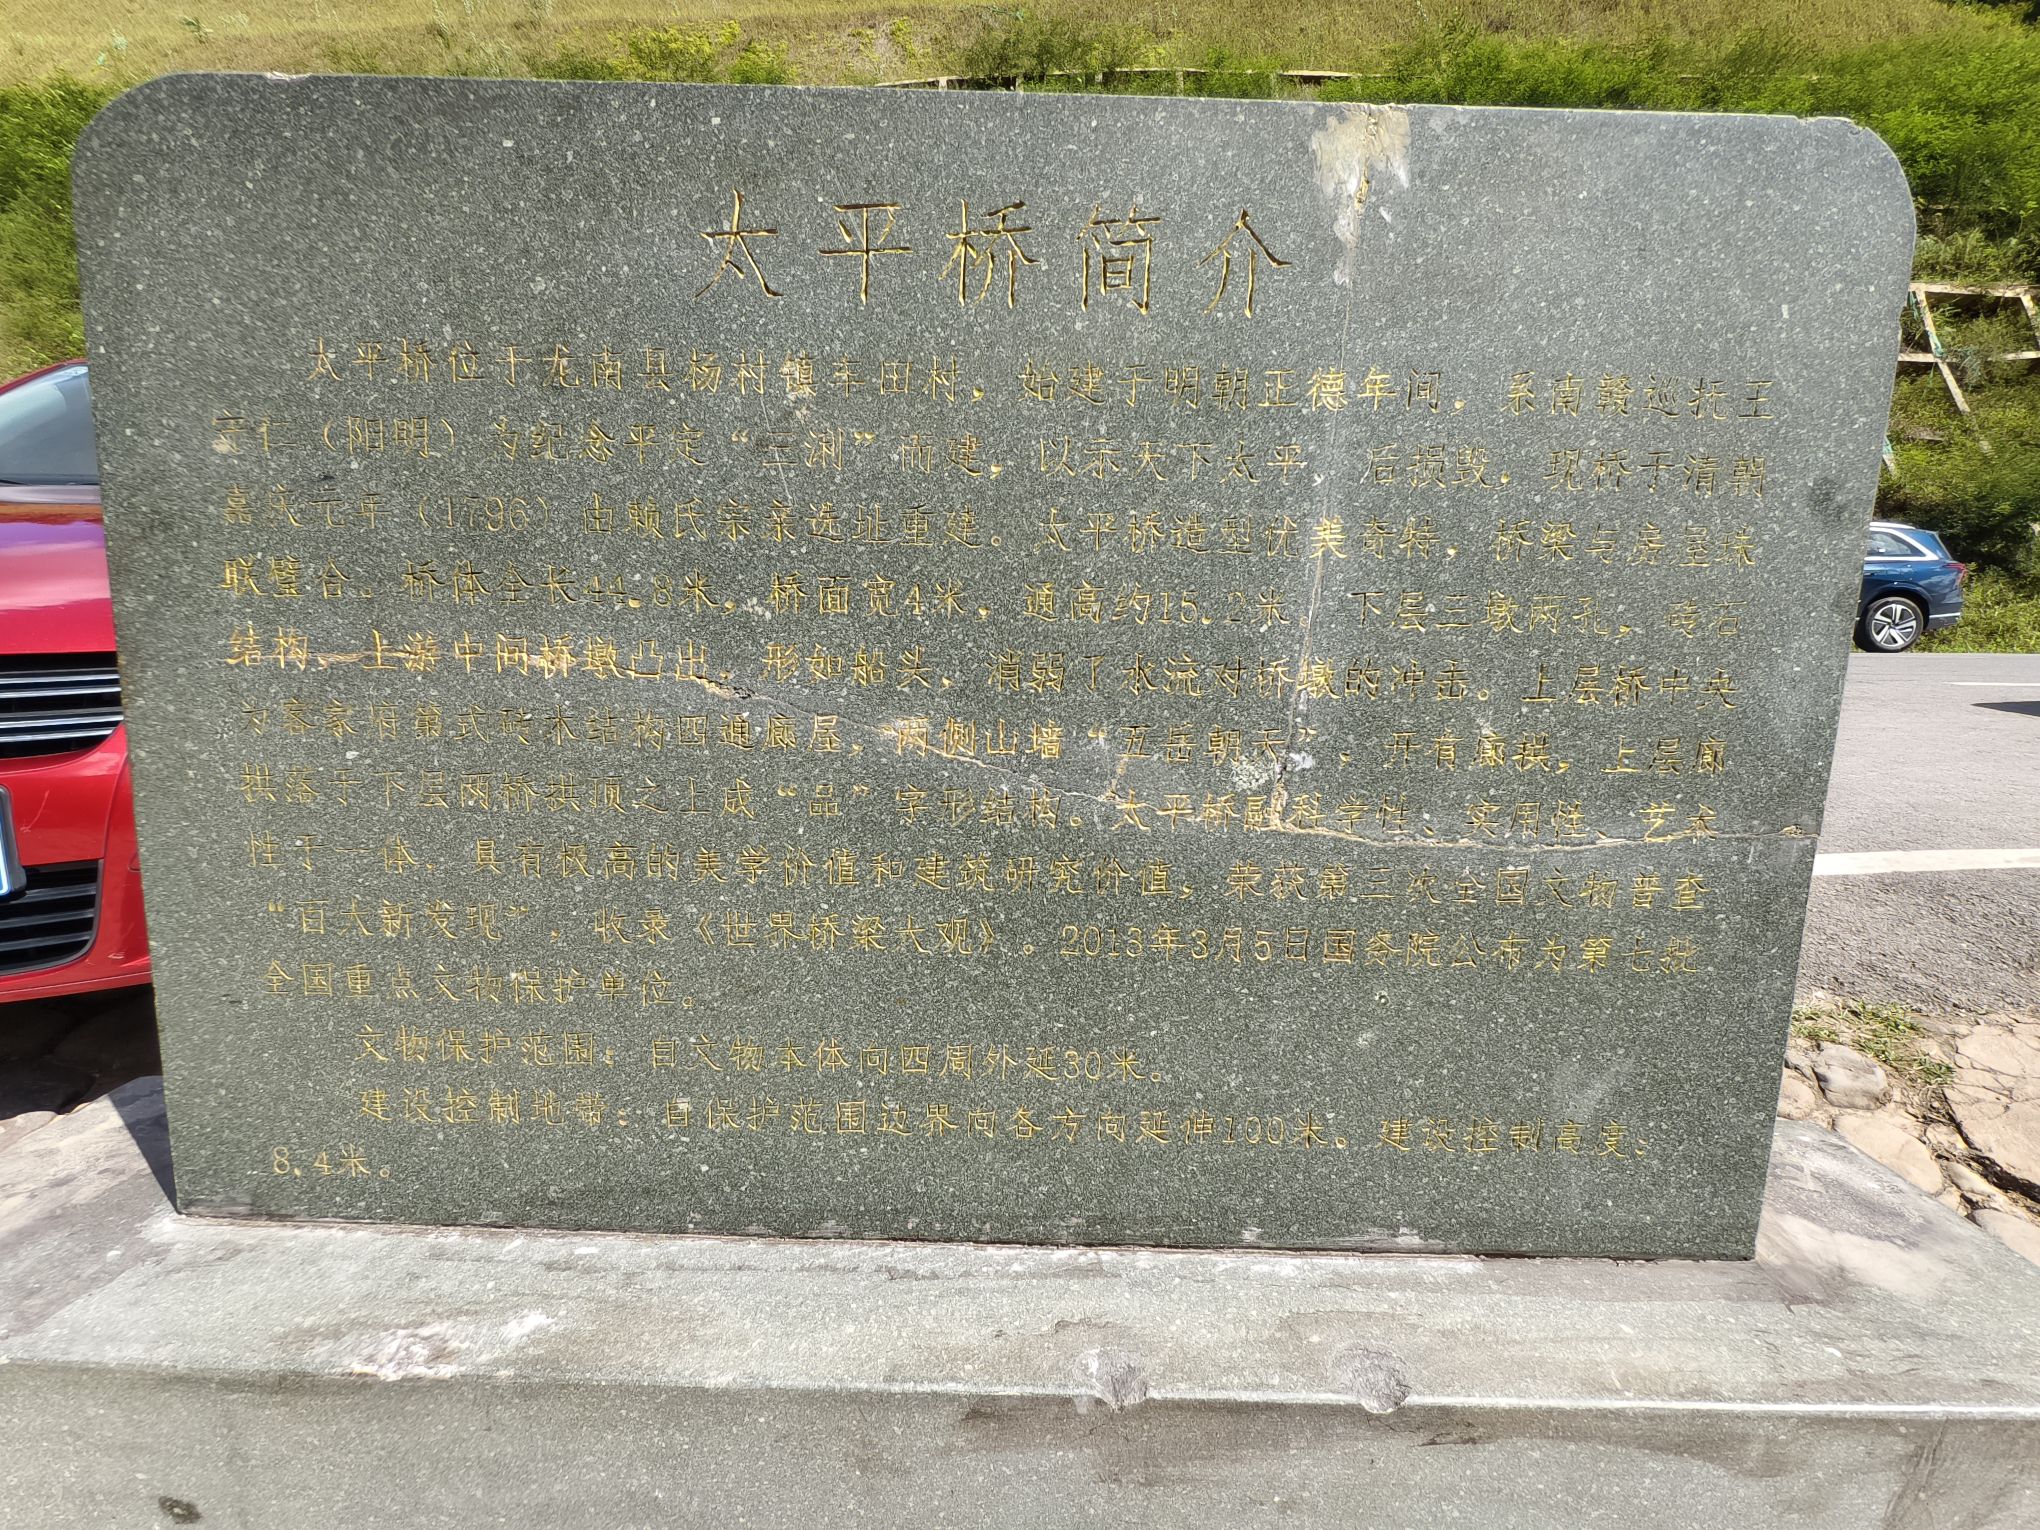 太平桥简介
太平桥位于龙南县杨村镇车田村，始建于明朝正德年间，系南赣巡抚王
守仁（阳明）为纪念平定“三浰”而建，以示天下太平，后损毁。现桥于清朝
嘉庆元年（1796）由赖氏宗亲选址重建。太平桥造型优美奇特，桥梁与房屋珠
联璧合。桥体全长44.8米，桥面宽4米，通高约15.2米。下层三墩两孔，砖石
结构，上游中间桥墩凸出，形如船头，消弱了水流对桥墩的冲击。上层桥中央
为客家府第式砖木结构四通廊屋，两侧山墙“五岳朝天”，开有廊拱，上层廊
拱落于下层两桥拱顶之上成“品”字形结构。太平桥融科学性、实用性、艺术
性于一体，具有极高的美学价值和建筑研究价值，荣获第三次全国文物普查
“百大新发现”，收录《世界桥梁大观》。2013年3月5日国务院公布为第七批
全国重点文物保护单位。
文物保护范围：自文物本体向四周外延30米。
建设控制地带：自保护范围边界向各方向延伸100米。建设控制高度：
8.4米。